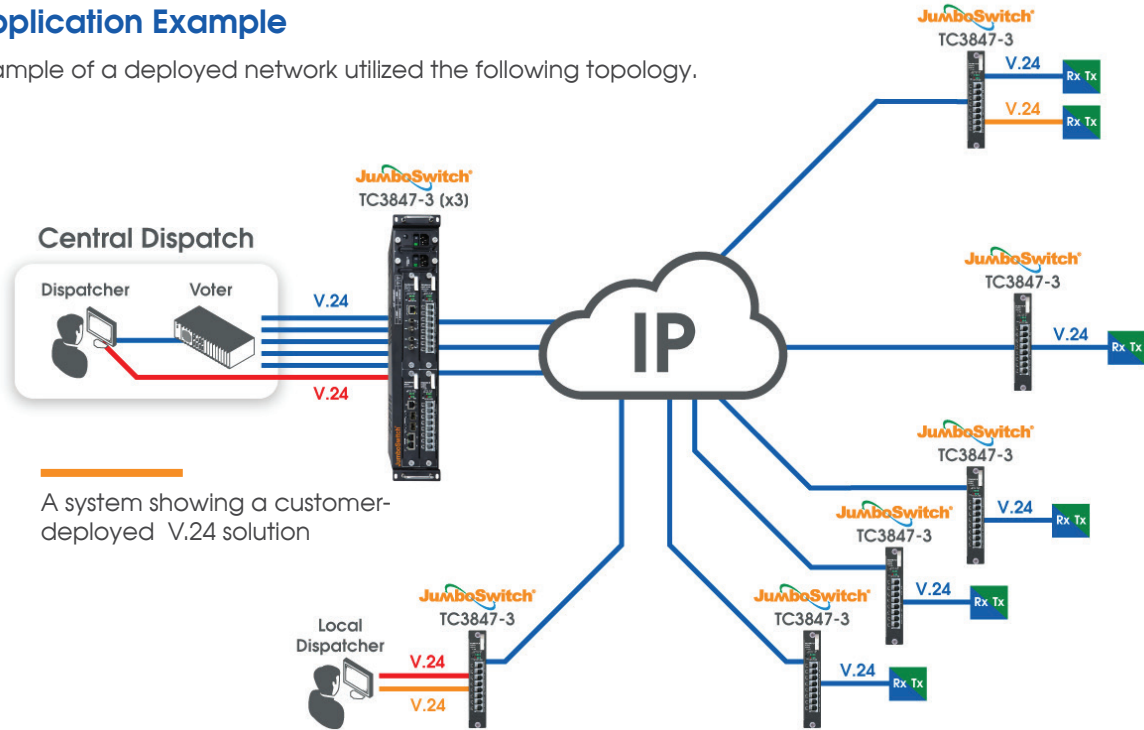 pplication Example
ample of a deployed network utilized the following topology.
JumboSwitch®
TC3847-3
V.24
Rx Tx
V.24
Rx Tx
JumboSwitch®
TC3847-3 (x3)
Central Dispatch
Dispatcher
Voter
V.24
V.24
IP
JumboSwitch®
TC3847-3
V.24
Rx Tx
A system showing a customer-
deployed V.24 solution
JumboSwitch®
TC3847-3
V.24
Rx Tx
JumboSwitch®
TC3847-3
V.24
Rx Tx
JumboSwitch®
TC3847-3
V.24
Rx Tx
Local
Dispatcher
V.24
V.24
JumboSwitch®
TC3847-3
JumboSwitch